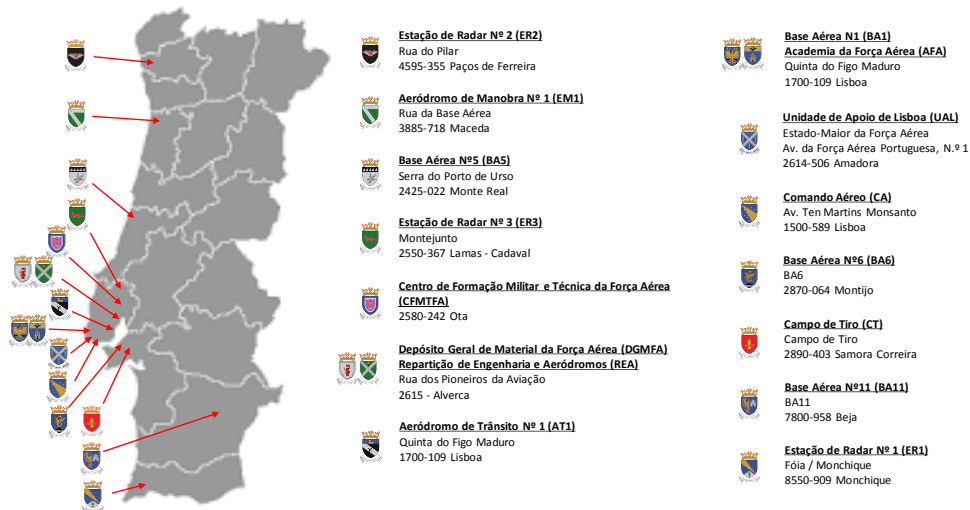 Estação de Radar Nº 2 (ER2)
Rua do Pilar
4595-355 Paços de Ferreira
Aeródromo de Manobra Nº 1 (EM1)
Rua da Base Aérea
3885-718 Maceda
Base Aérea Nº5 (BA5)
Serra do Porto de Urso
2425-022 Monte Real
Estação de Radar Nº 3 (ER3)
Montejunto
2550-367 Lamas - Cadaval
Centro de Formação Militar e Técnica da Força Aérea
(CFMTFA)
2580-242 Ota
Depósito Geral de Material da Força Aérea (DGMFA)
Repartição de Engenharia e Aeródromos (REA)
Rua dos Pioneiros da Aviação
2615 - Alverca
Aeródromo de Trânsito Nº 1 (AT1)
Quinta do Figo Maduro
1700-109 Lisboa
Base Aérea N1 (BA1)
Academia da Força Aérea (AFA)
Quinta do Figo Maduro
1700-109 Lisboa
Unidade de Apoio de Lisboa (UAL)
Estado-Maior da Força Aérea
Av. da Força Aérea Portuguesa, N.º 1
2614-506 Amadora
Comando Aéreo (CA)
Av. Ten Martins Monsanto
1500-589 Lisboa
Base Aérea Nº6 (BA6)
BA6
2870-064 Montijo
Campo de Tiro (CT)
Campo de Tiro
2890-403 Samora Correira
Base Aérea Nº11 (BA11)
BA11
7800-958 Beja
Estação de Radar Nº 1 (ER1)
Fóia / Monchique
8550-909 Monchique